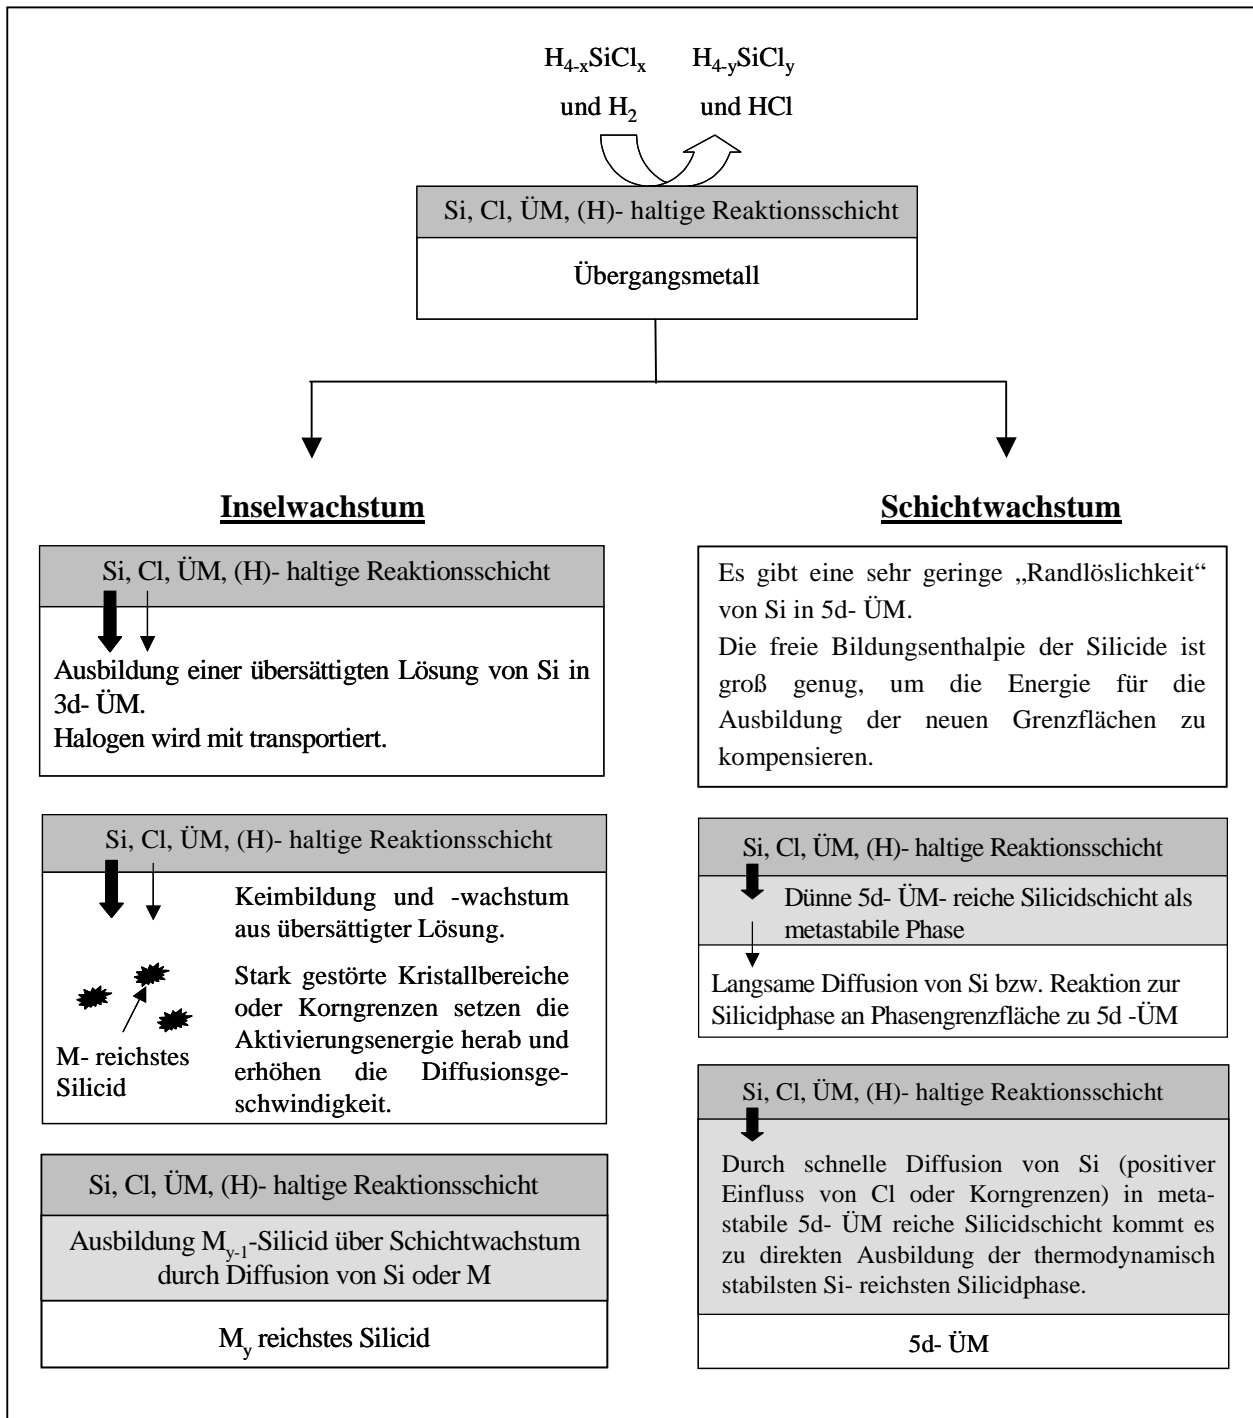 H4-xSiClx H4-ySiCly
und H2 und HCl
Si, Cl, ÜM, (H)- haltige Reaktionsschicht
Übergangsmetall
Inselwachstum
Si, Cl, ÜM, (H)- haltige Reaktionsschicht
Ausbildung einer übersättigten Lösung von Si in
3d- ÜM.
Halogen wird mit transportiert.
Si, Cl, ÜM, (H)- haltige Reaktionsschicht
Keimbildung und -wachstum
aus übersättigter Lösung.
Stark gestörte Kristallbereiche
oder Korngrenzen setzen die
Aktivierungsenergie herab und
erhöhen die Diffusionsge-
schwindigkeit.
M- reichstes
Silicid
Si, Cl, ÜM, (H)- haltige Reaktionsschicht
Ausbildung My-1-Silicid über Schichtwachstum
durch Diffusion von Si oder M
My reichstes Silicid
Schichtwachstum
Es gibt eine sehr geringe „Randlöslichkeit“
von Si in 5d- ÜM.
Die freie Bildungsenthalpie der Silicide ist
groß genug, um die Energie für die
Ausbildung der neuen Grenzflächen zu
kompensieren.
Si, Cl, ÜM, (H)- haltige Reaktionsschicht
Dünne 5d- ÜM- reiche Silicidschicht als
metastabile Phase
Langsame Diffusion von Si bzw. Reaktion zur
Silicidphase an Phasengrenzfläche zu 5d -ÜM
Si, Cl, ÜM, (H)- haltige Reaktionsschicht
Durch schnelle Diffusion von Si (positiver
Einfluss von Cl oder Korngrenzen) in meta-
stabile 5d- ÜM reiche Silicidschicht kommt es
zu direkten Ausbildung der thermodynamisch
stabilsten Si- reichsten Silicidphase.
5d- ÜM